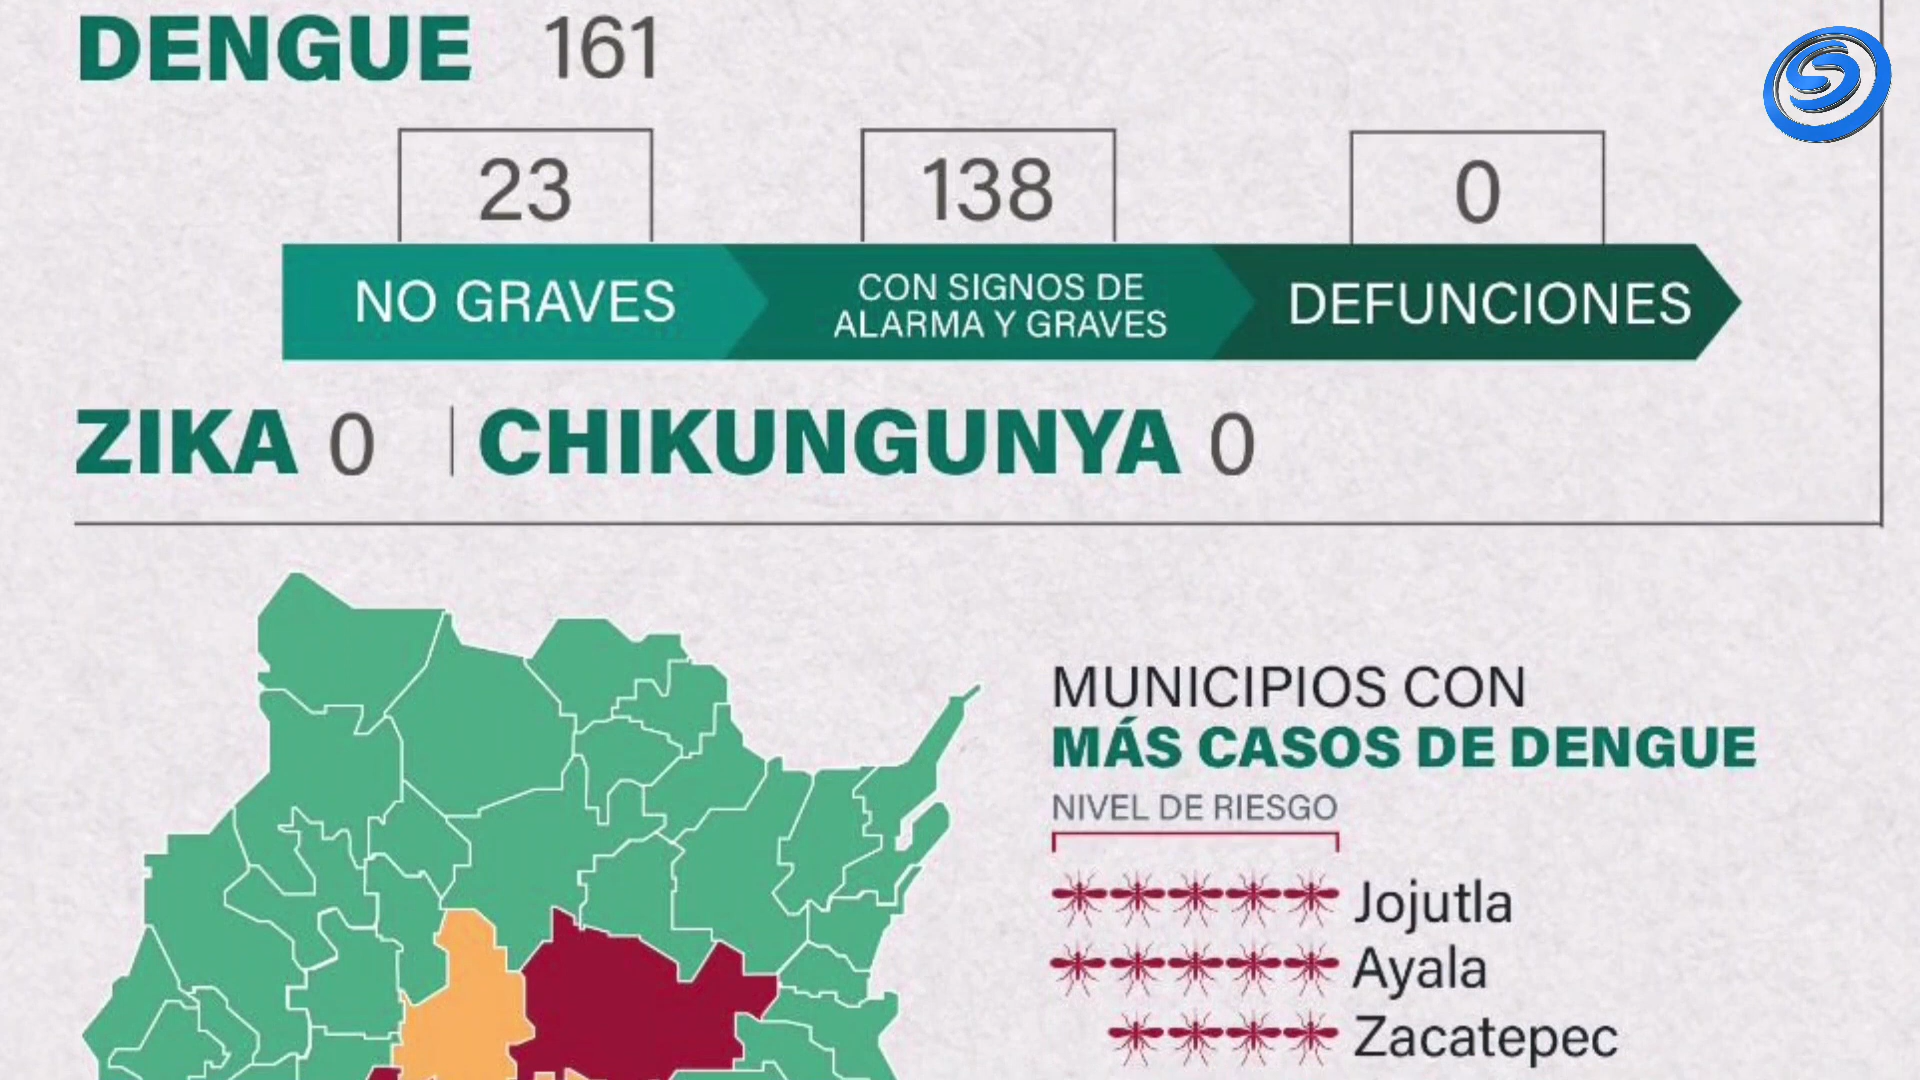 DENGUE 161
23 138 0
NO GRAVES
CON SIGNOS DE
ALARMA Y GRAVES
DEFUNCIONES
ZIKA 0 | CHIKUNGUNYA 0
MUNICIPIOS CON
MÁS CASOS DE DENGUE
NIVEL DE RIESGO
Jojutla
Ayala
Zacatepec